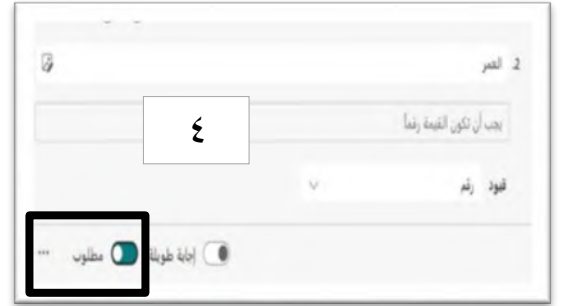 2. العمر
يجب أن تكون القيمة رقماً
٤
قيود رقم
إجابة طويلة مطلوب ...